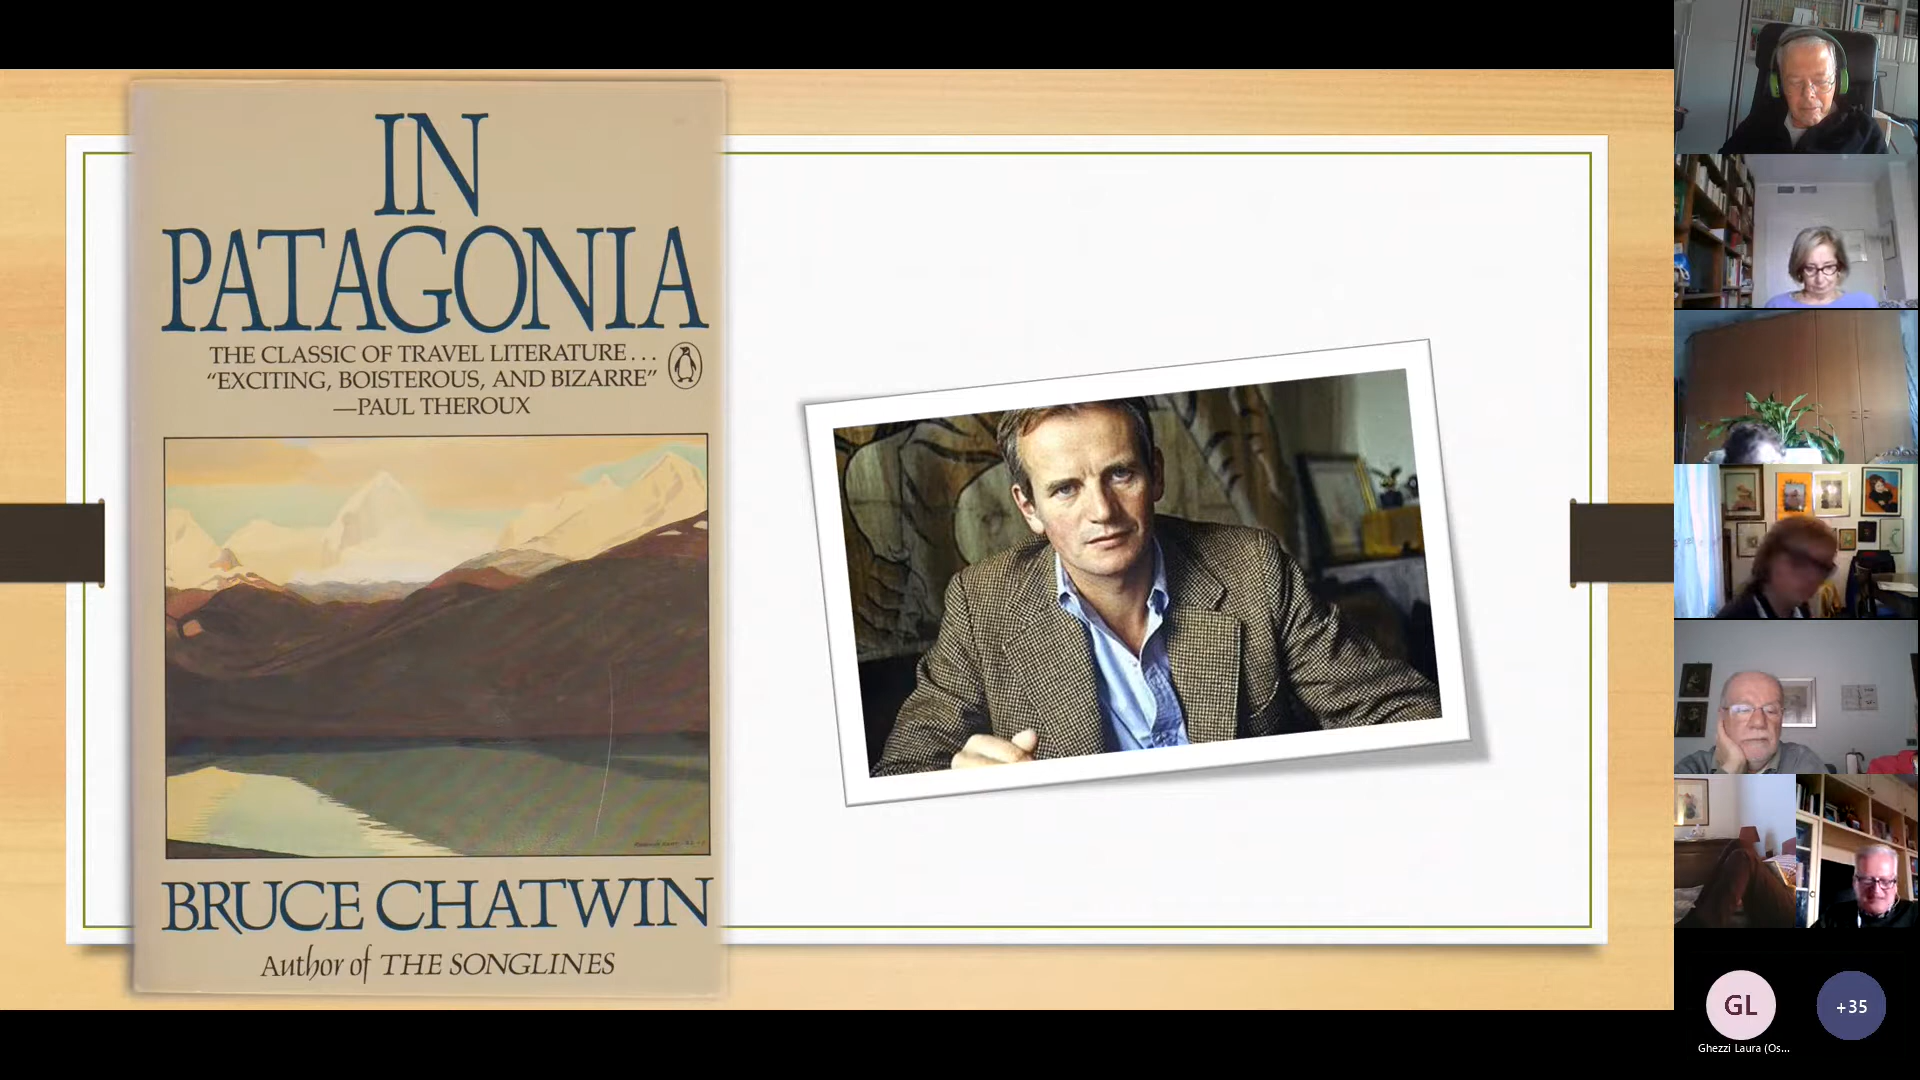 IN
PATAGONIA
THE CLASSIC OF TRAVEL LITERATURE...
“EXCITING, BOISTEROUS, AND BIZARRE”
—PAUL THEROUX
BRUCE CHATWIN
Author of THE SONGLINES
GL
+35
Ghezzi Laura (Os...